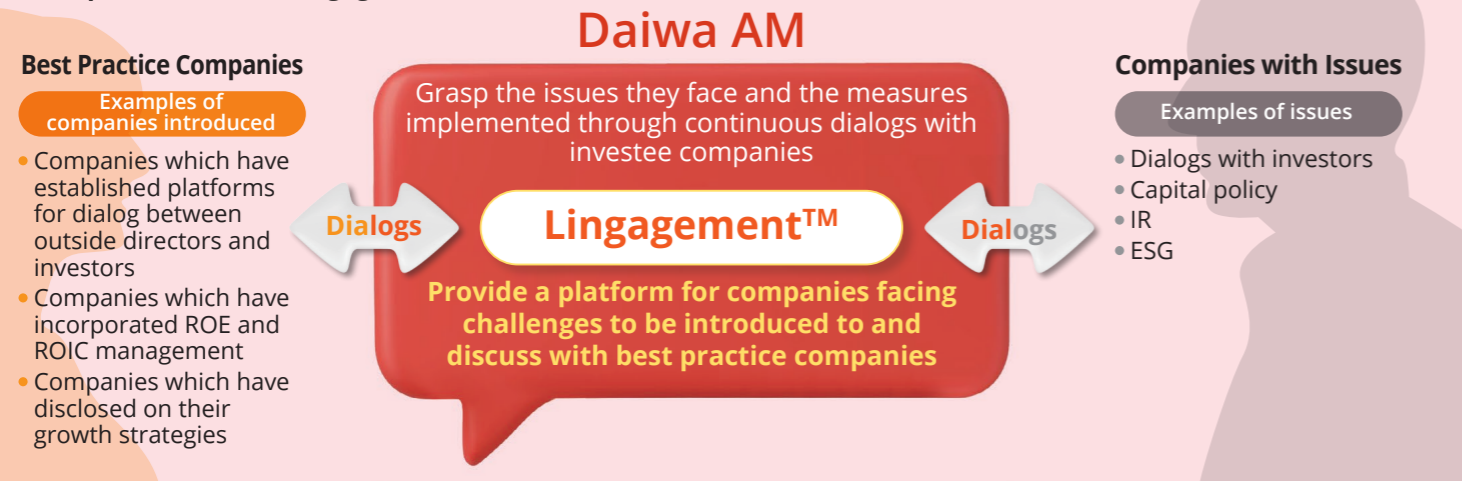 Daiwa AM
Best Practice Companies
Examples of
companies introduced
• Companies which have
established platforms
for dialog between
outside directors and
investors
• Companies which have
incorporated ROE and
ROIC management
• Companies which have
disclosed on their
growth strategies
Dialogs
Grasp the issues they face and the measures
implemented through continuous dialogs with
investee companies
Lingagement™
Provide a platform for companies facing
challenges to be introduced to and
discuss with best practice companies
Dialogs
Companies with Issues
Examples of issues
• Dialogs with investors
• Capital policy
• IR
• ESG